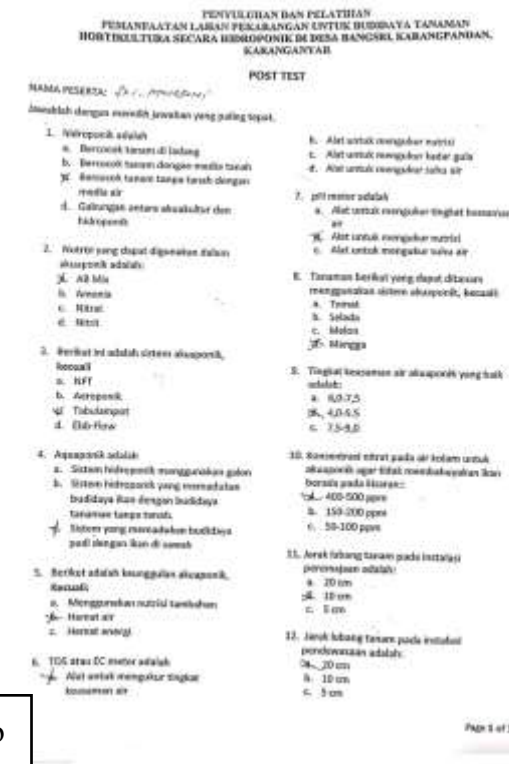 PENYULUHAN DAN PELATIHAN
PEMANFAATAN LAHAN PEKARANGAN UNTUK BUDIDAYA TANAMAN
HORTIKULTURA SECARA HIDROPONIK DI DESA BANGSRI, KARANGPANDAN,
KARANGANYAR
POST TEST
NAMA PESERTA:
Jawablah dengan memilih jawaban yang paling tepat.
1. Hidroponik adalah
a. Bercocok tanam di ladang
b. Bercocok tanam dengan media tanah
Bercocok tanam tanpa tanah dengan
media air
d. Gabungan antara akuakultur dan
hidroponik
2. Nutrisi yang dapat digunakan dalam
akuaponik adalah:
AB Mix
b. Amonia
c. Nitrat
d. Nitrit
3. Berikut ini adalah sistem akuaponik,
kecuali
a. NFT
b. Aeroponik
Tabulampot
d. Ebb-Flow
4. Aquaponik adalah
a. Sistem hidroponik menggunakan galon
b. Sistem hidroponik yang memadukan
budidaya ikan dengan budidaya
tanaman tanpa tanah.
Sistem yang memadukan budidaya
padi dengan ikan di sawah
5. Berikut adalah keunggulan akuaponik,
Kecuali:
a. Menggunakan nutrisi tambahan
Hemat air
c. Hemat energi
6. TDS atau EC meter adalah
Alat untuk mengukur tingkat
keasaman air
b. Alat untuk mengukur nutrisi
c. Alat untuk mengukur kadar gula
d. Alat untuk mengukur suhu air
7. pH meter adalah
a. Alat untuk mengukur tingkat keasaman
air
Alat untuk mengukur nutrisi
c. Alat untuk mengukur suhu air
8. Tanaman berikut yang dapat ditanam
menggunakan sistem akuaponik, kecuali:
a. Tomat
b. Selada
c. Melon
Mangga
9. Tingkat keasaman air akuaponik yang baik
adalah:
a. 6,0-7,5
4,0-5,5
c. 7,5-9,0
10. Konsentrasi nitrat pada air kolam untuk
akuaponik agar tidak membahayakan ikan
berada pada kisaran:
400-500 ppm
b. 150-200 ppm
c. 50-100 ppm
11. Jarak lubang tanam pada instalasi
peremajaan adalah:
a. 20 cm
10 cm
c. 5 cm
12. Jarak lubang tanam pada instalasi
pendewasaan adalah:
20 cm
b. 10 cm
c. 5 cm
Page 1 of